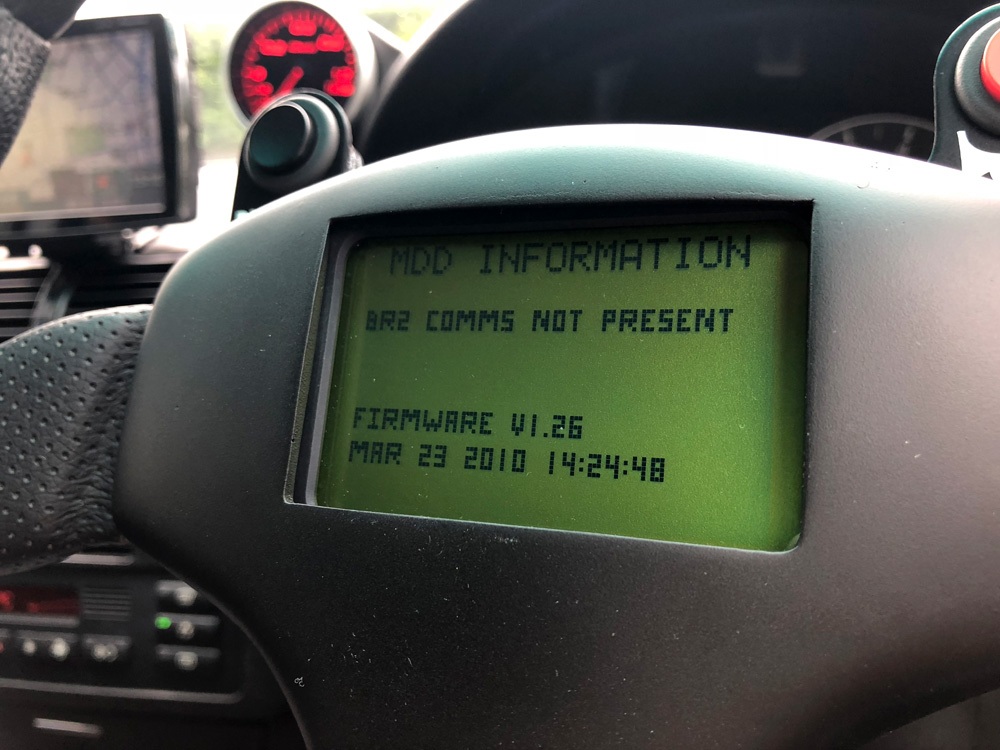 MDD INFORMATION
BR2 COMMS NOT PRESENT
FIRMWARE V1.26
MAR 23 2010 14:24:48